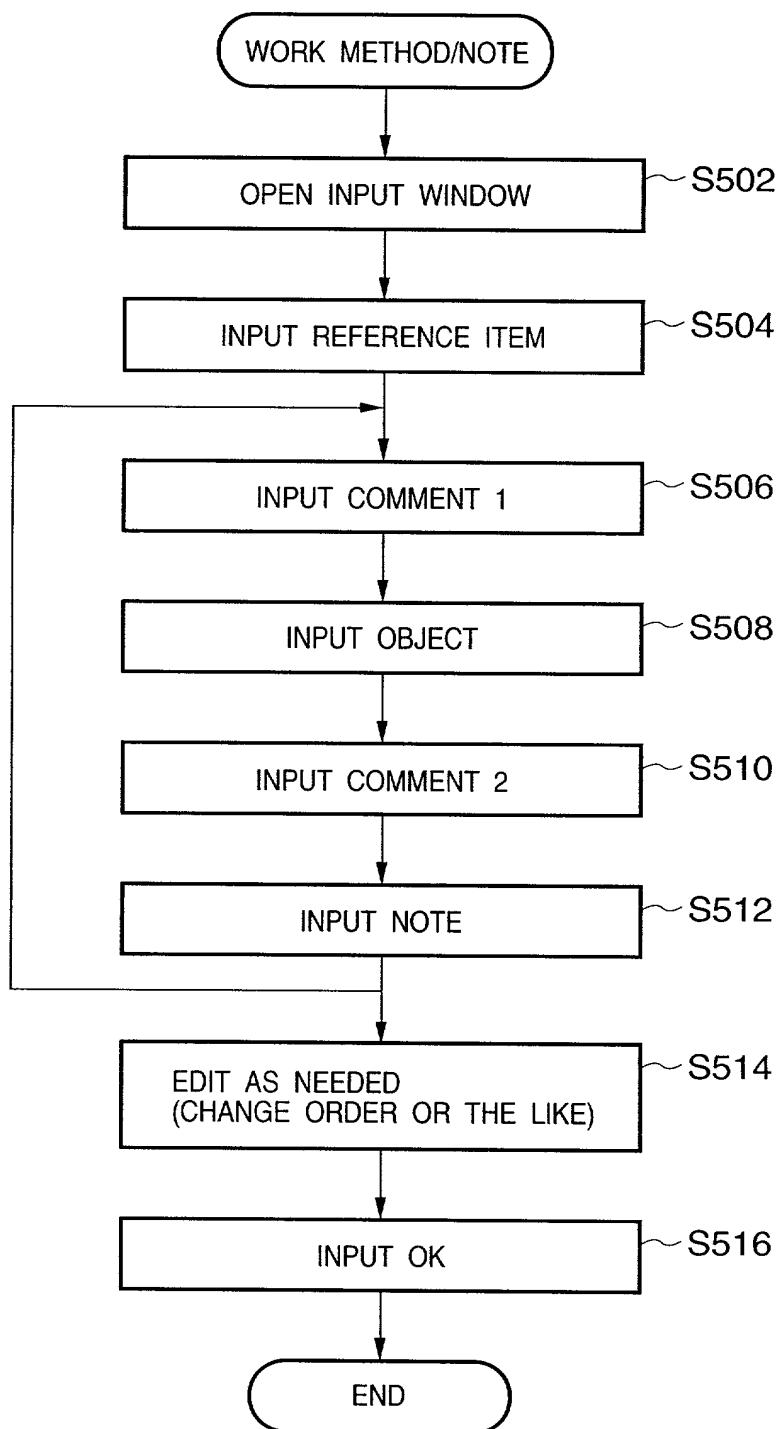 WORK METHOD/NOTE
OPEN INPUT WINDOW
S502
INPUT REFERENCE ITEM
S504
INPUT COMMENT 1
S506
INPUT OBJECT
S508
INPUT COMMENT 2
S510
INPUT NOTE
S512
EDIT AS NEEDED
(CHANGE ORDER OR THE LIKE)
S514
INPUT OK
S516
END